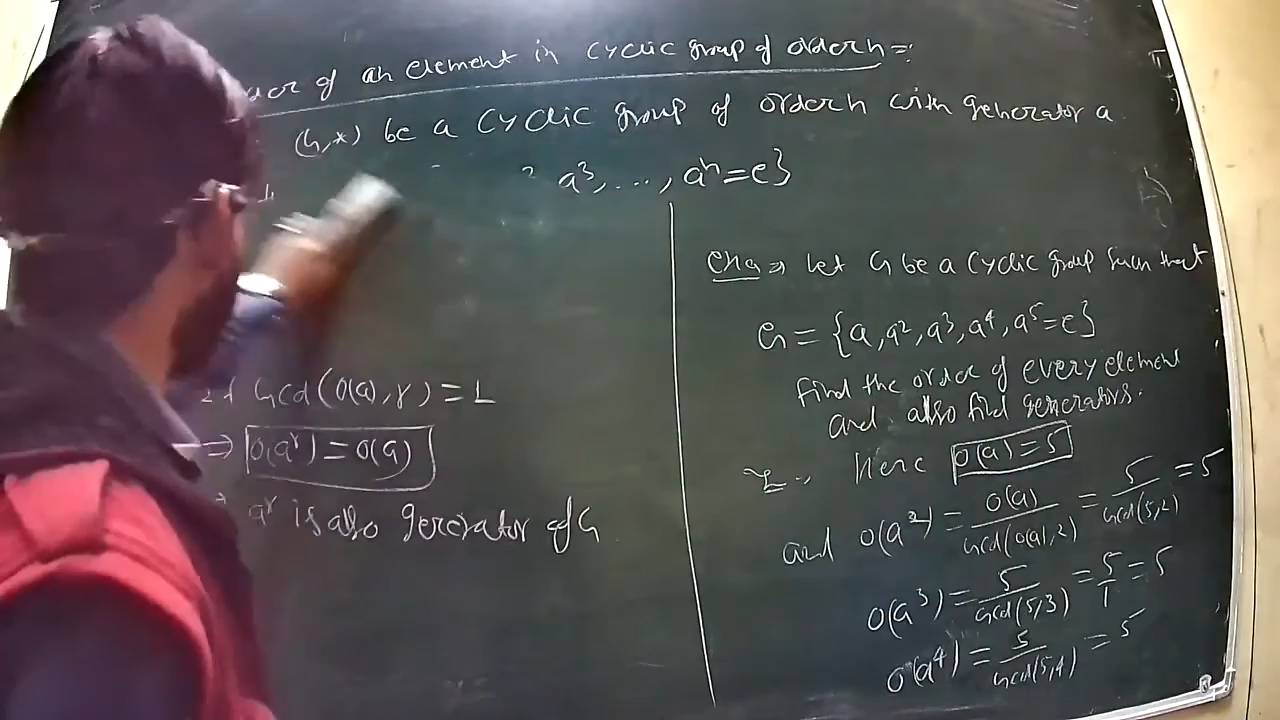 of an element in cyclic group of order n =:
(G,*) be a cyclic group of order n with generator a
a³, ..., aⁿ=e}
Gcd(O(a), r) = 1
⇒ O(aʳ) = O(a)
aʳ is also generator of G
exa ⇒ Let G be a cyclic group such that
G = {a, a², a³, a⁴, a⁵=e}
find the order of every element
and also find generators.
Here O(a) = 5
and O(a²) = O(a)/Gcd(O(a),2) = 5/Gcd(5,2) = 5
O(a³) = 5/Gcd(5,3) = 5/1 = 5
O(a⁴) = 5/Gcd(5,4) = 5